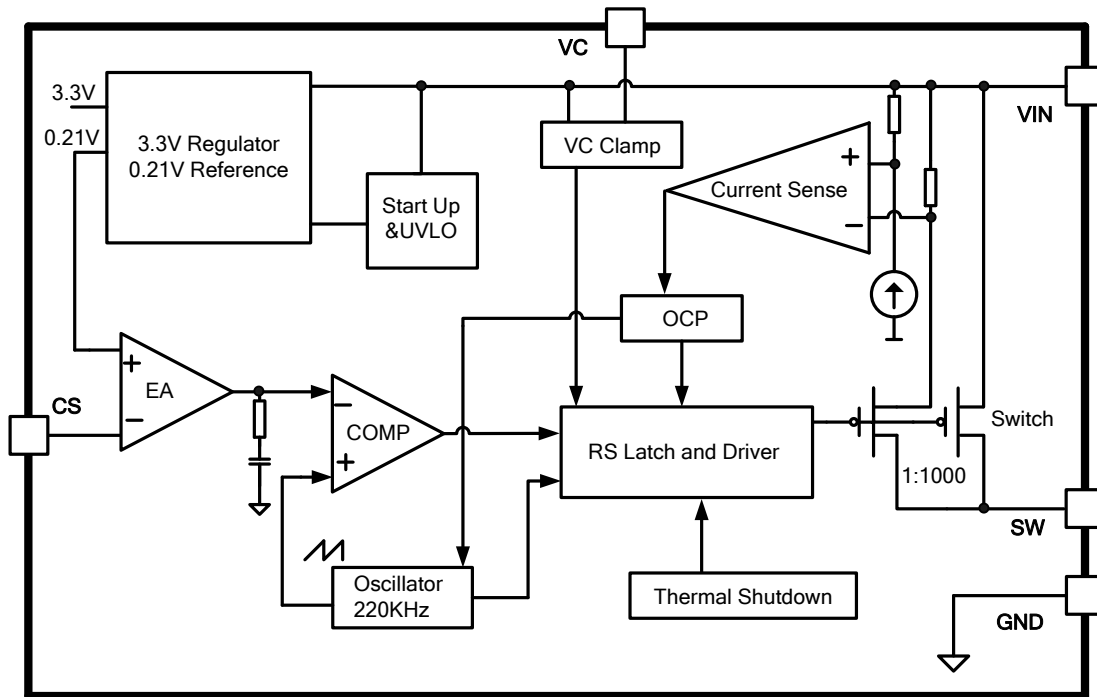 VC
VIN
3.3V
0.21V
3.3V Regulator
0.21V Reference
VC Clamp
Start Up
&UVLO
+
Current Sense
−
OCP
+
EA
−
CS
−
COMP
+
RS Latch and Driver
Switch
1:1000
SW
Oscillator
220KHz
Thermal Shutdown
GND